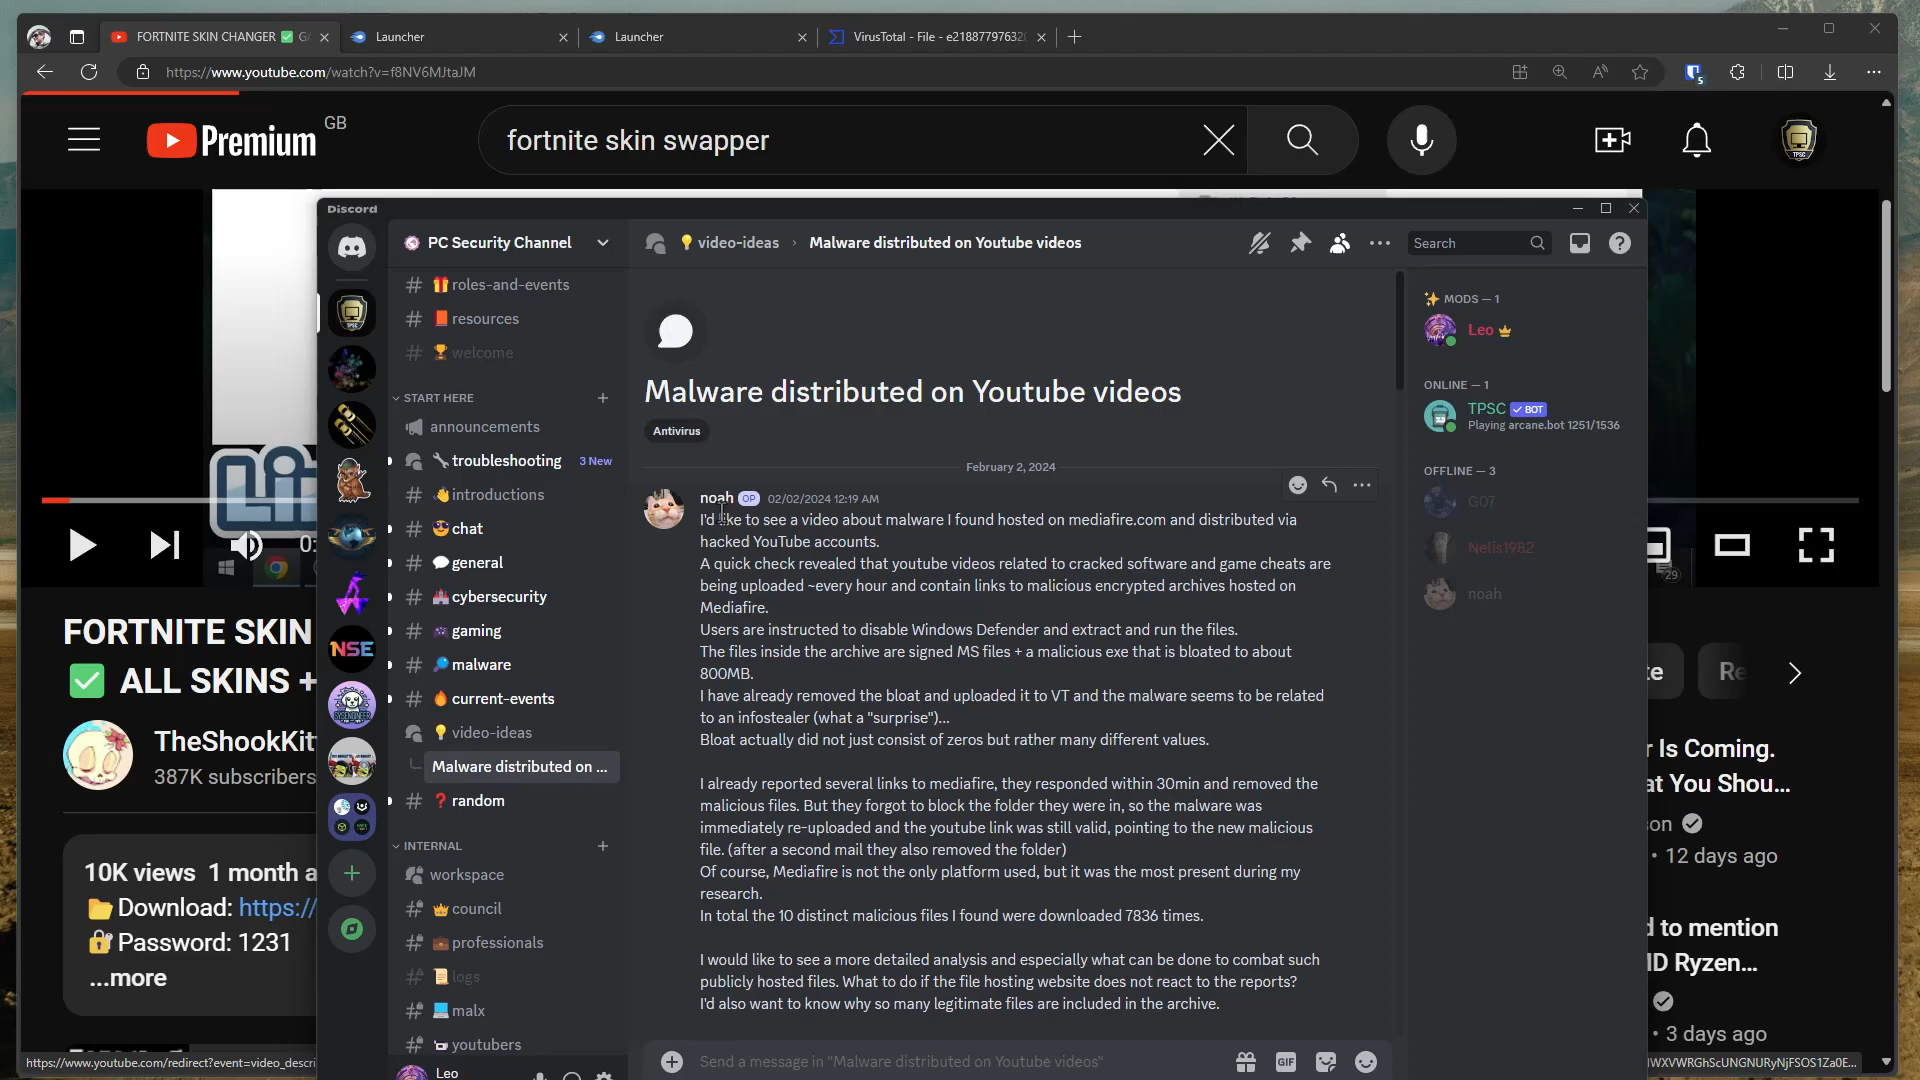 FORTNITE SKIN CHANGER ✅ G
Launcher
Launcher
VirusTotal - File - e21887797632
https://www.youtube.com/watch?v=f8NV6MJtaJM
5
Premium GB
fortnite skin swapper
TPSC
Discord
PC Security Channel
💡 video-ideas › Malware distributed on Youtube videos
Search
roles-and-events
resources
welcome
START HERE
announcements
troubleshooting 3 New
introductions
chat
general
cybersecurity
gaming
malware
current-events
video-ideas
Malware distributed on ...
random
INTERNAL
workspace
council
professionals
logs
malx
youtubers
Leo
NSE
Malware distributed on Youtube videos
Antivirus
February 2, 2024
noah OP 02/02/2024 12:19 AM
I'd like to see a video about malware I found hosted on mediafire.com and distributed via
hacked YouTube accounts.
A quick check revealed that youtube videos related to cracked software and game cheats are
being uploaded ~every hour and contain links to malicious encrypted archives hosted on
Mediafire.
Users are instructed to disable Windows Defender and extract and run the files.
The files inside the archive are signed MS files + a malicious exe that is bloated to about
800MB.
I have already removed the bloat and uploaded it to VT and the malware seems to be related
to an infostealer (what a "surprise")...
Bloat actually did not just consist of zeros but rather many different values.
I already reported several links to mediafire, they responded within 30min and removed the
malicious files. But they forgot to block the folder they were in, so the malware was
immediately re-uploaded and the youtube link was still valid, pointing to the new malicious
file. (after a second mail they also removed the folder)
Of course, Mediafire is not the only platform used, but it was the most present during my
research.
In total the 10 distinct malicious files I found were downloaded 7836 times.
I would like to see a more detailed analysis and especially what can be done to combat such
publicly hosted files. What to do if the file hosting website does not react to the reports?
I'd also want to know why so many legitimate files are included in the archive.
Send a message in "Malware distributed on Youtube videos"
GIF
MODS — 1
Leo
ONLINE — 1
TPSC ✓ BOT
Playing arcane.bot 1251/1536
OFFLINE — 3
G07
Nelis1982
noah
Lit
0:
29
FORTNITE SKIN
✅ ALL SKINS +
TheShookKit
387K subscribers
10K views 1 month a
📂Download: https://
🔐Password: 1231
...more
te
Re
r Is Coming.
at You Shou...
son
• 12 days ago
d to mention
MD Ryzen...
• 3 days ago
https://www.youtube.com/redirect?event=video_descri
WXVWRGhScUNGNURyNjFSOS1Za0E...